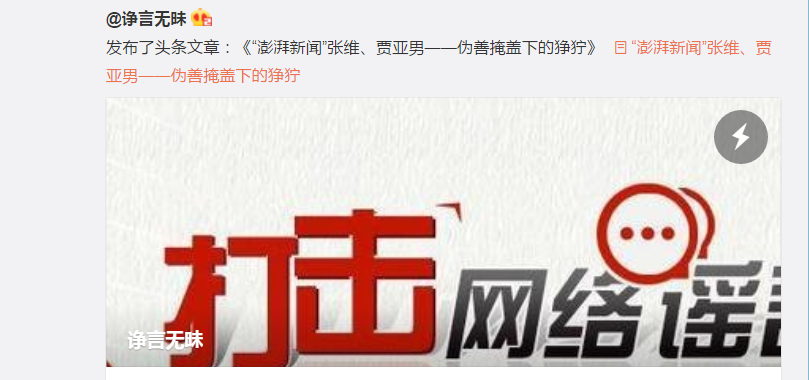 @诤言无昧
发布了头条文章：《“澎湃新闻”张维、贾亚男——伪善掩盖下的狰狞》 “澎湃新闻”张维、贾
亚男——伪善掩盖下的狰狞
打击网络谣
诤言无昧